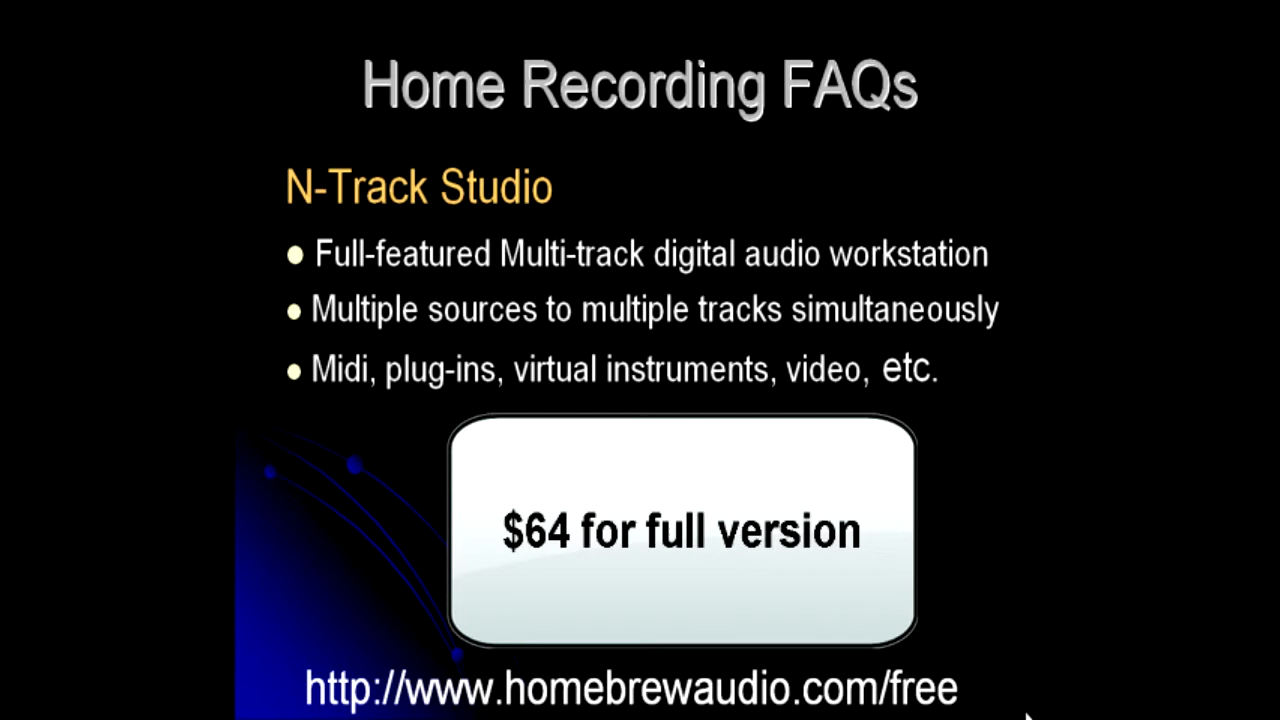 Home Recording FAQs
N-Track Studio
• Full-featured Multi-track digital audio workstation
• Multiple sources to multiple tracks simultaneously
• Midi, plug-ins, virtual instruments, video, etc.
$64 for full version
http://www.homebrewaudio.com/free